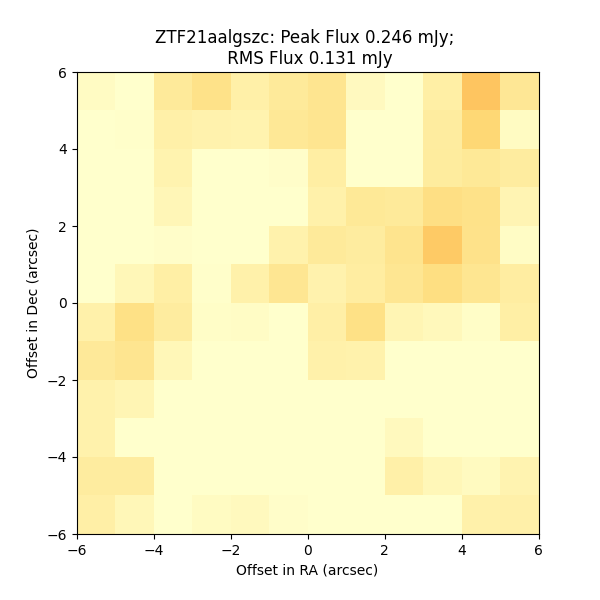 ZTF21aalgszc: Peak Flux 0.246 mJy;
RMS Flux 0.131 mJy
6
4
2
0
−2
−4
−6
Offset in Dec (arcsec)
−6 −4 −2 0 2 4 6
Offset in RA (arcsec)